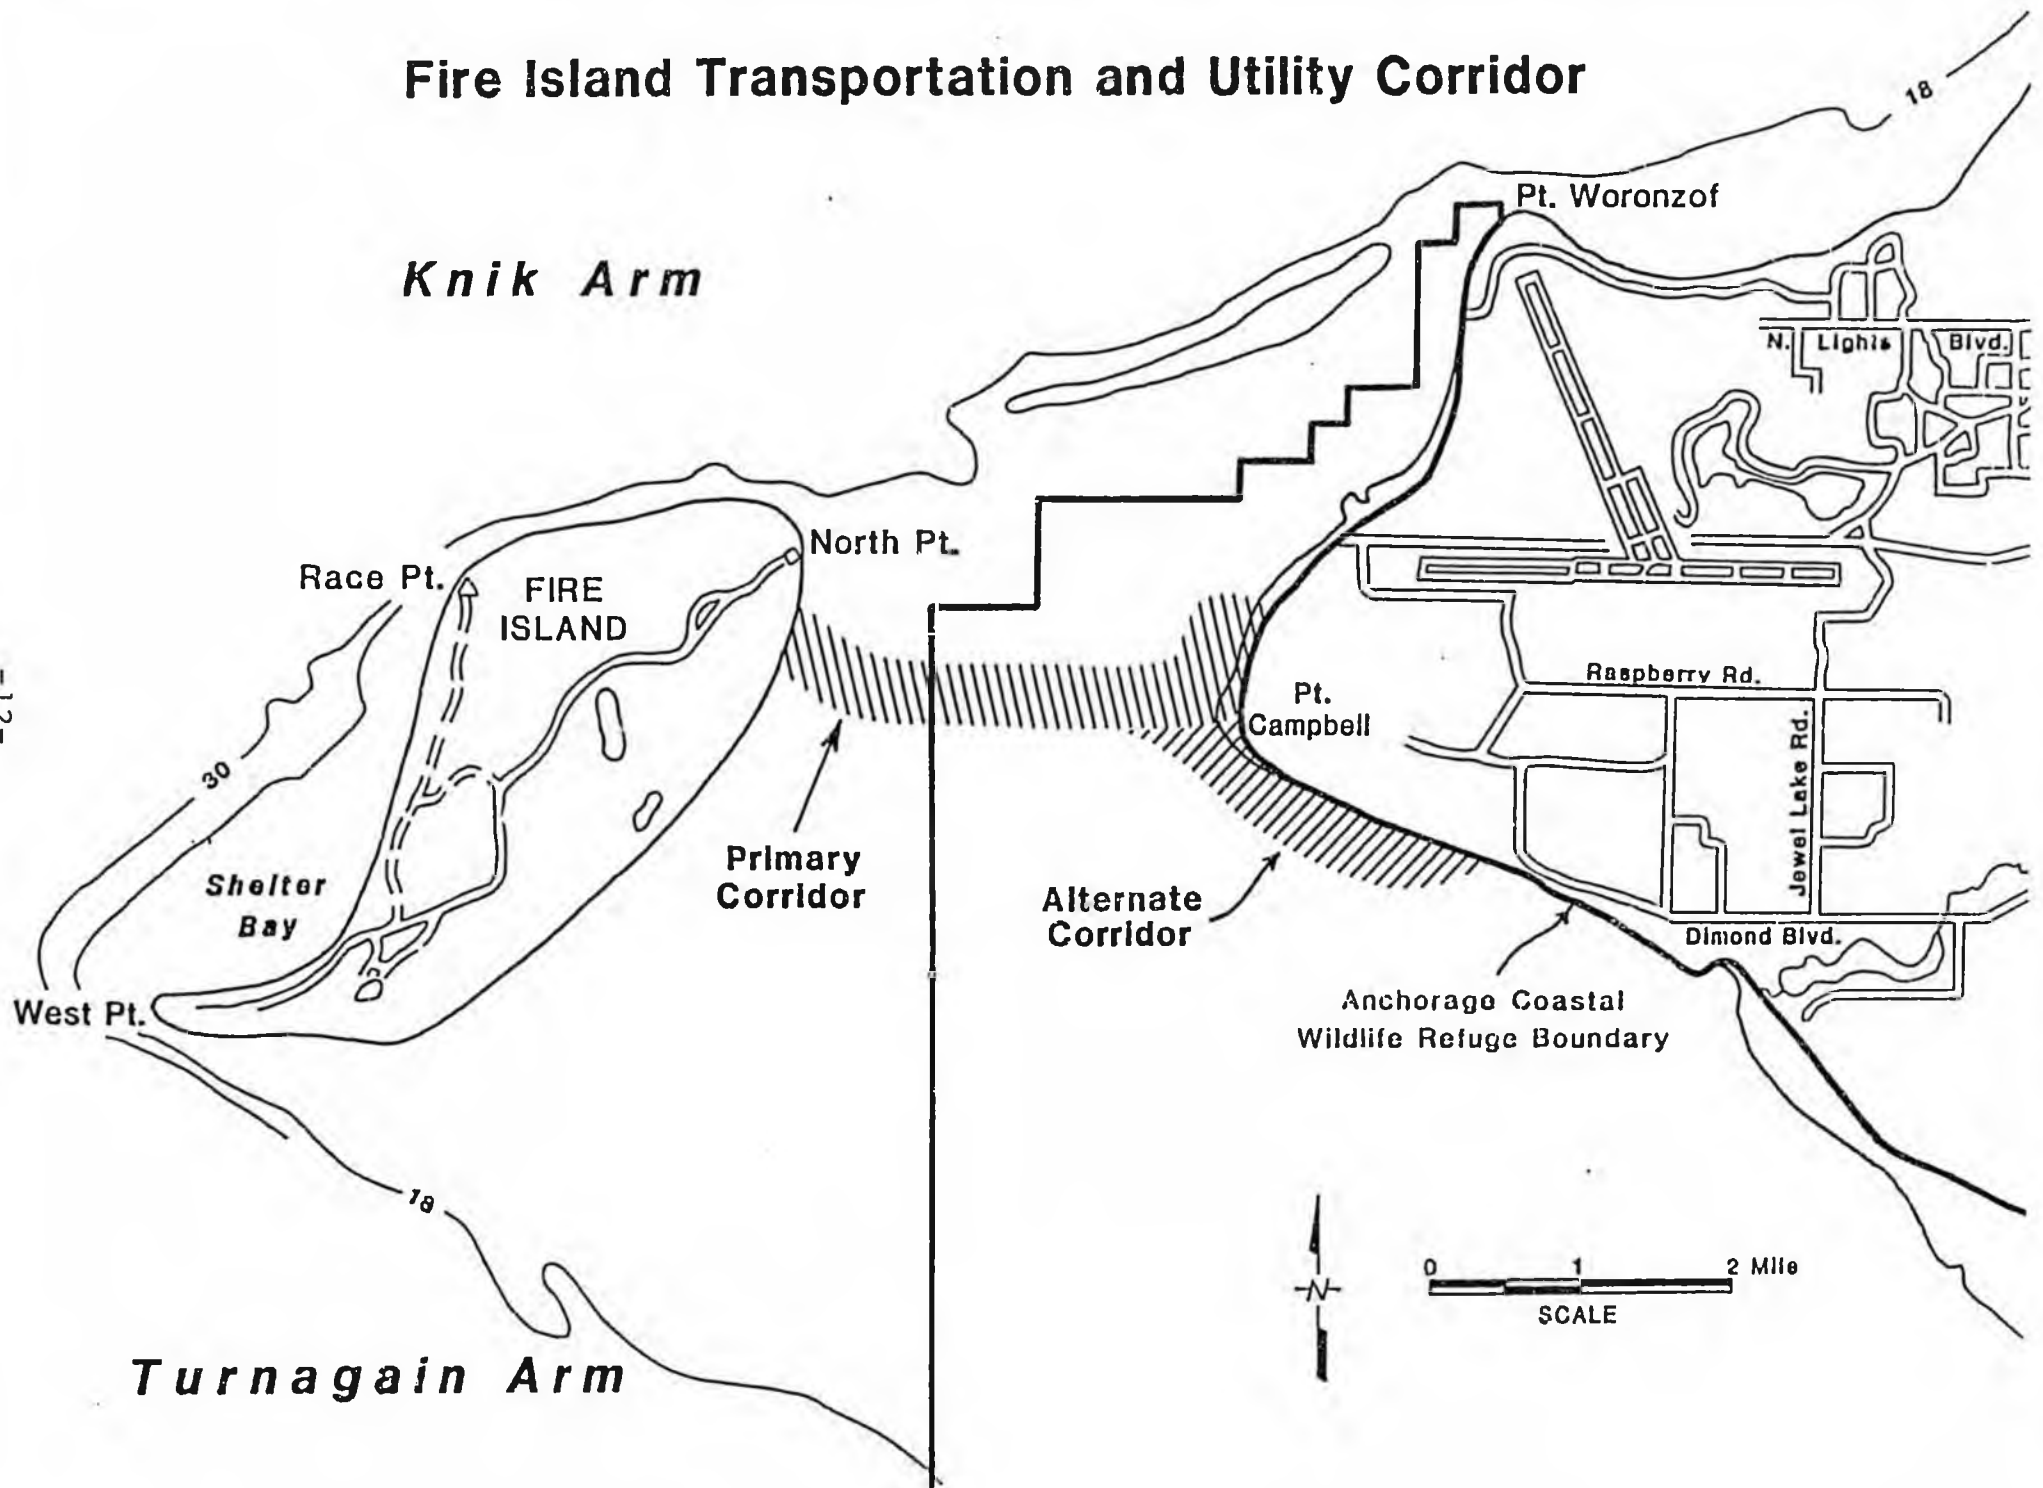 Fire Island Transportation and Utility Corridor
18
Pt. Woronzof
Knik Arm
N. Lights Blvd.
North Pt.
Race Pt.
FIRE
ISLAND
Raspberry Rd.
Pt.
Campbell
Jewel Lake Rd.
30
-12-
Primary
Corridor
Shelter
Bay
Alternate
Corridor
Dimond Blvd.
West Pt.
Anchorage Coastal
Wildlife Refuge Boundary
18
N
0 1 2 Mile
SCALE
Turnagain Arm